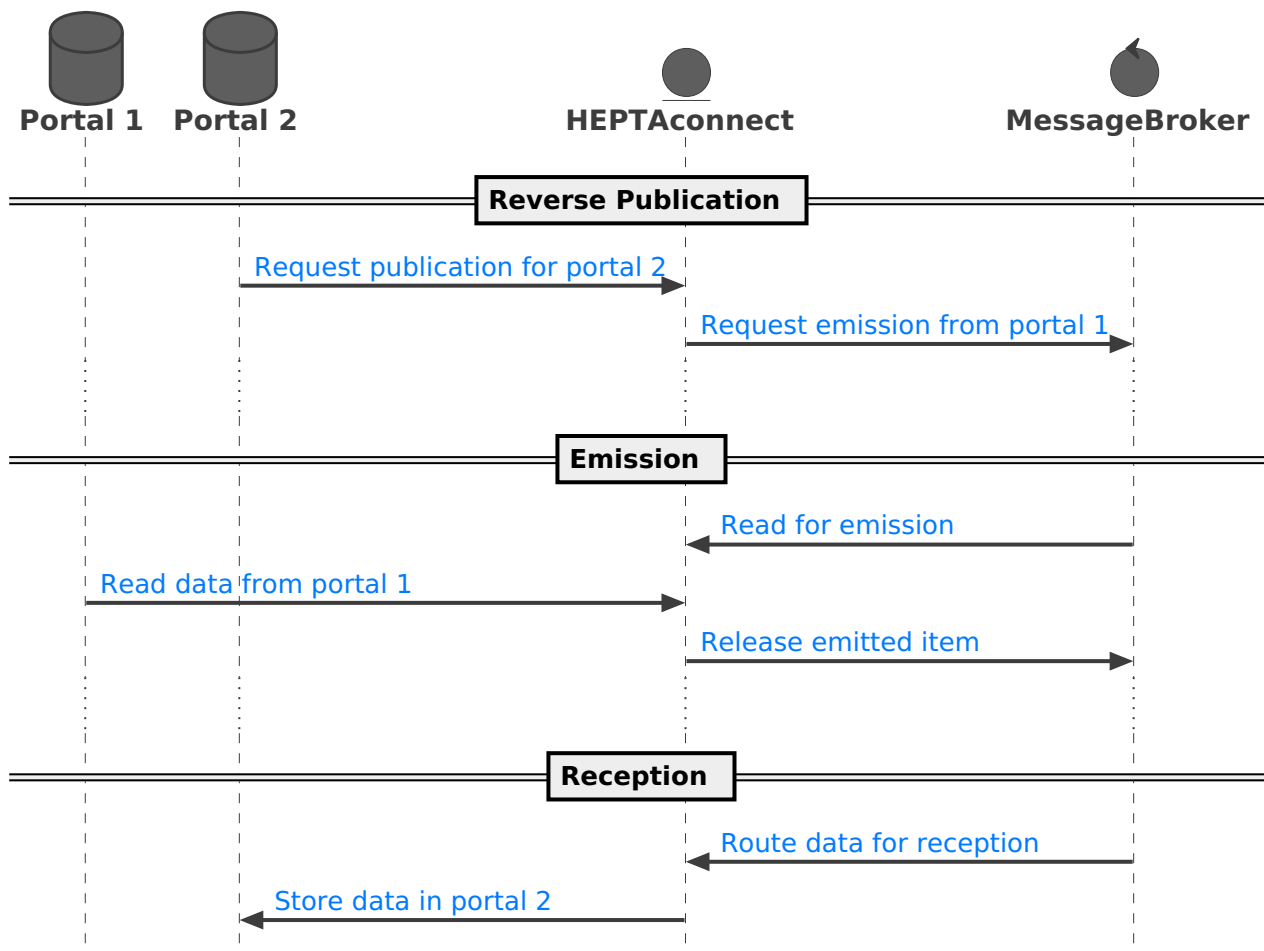 Portal 1
Portal 2
HEPTAconnect
MessageBroker
Reverse Publication
Request publication for portal 2
Request emission from portal 1
Emission
Read for emission
Read data from portal 1
Release emitted item
Reception
Route data for reception
Store data in portal 2